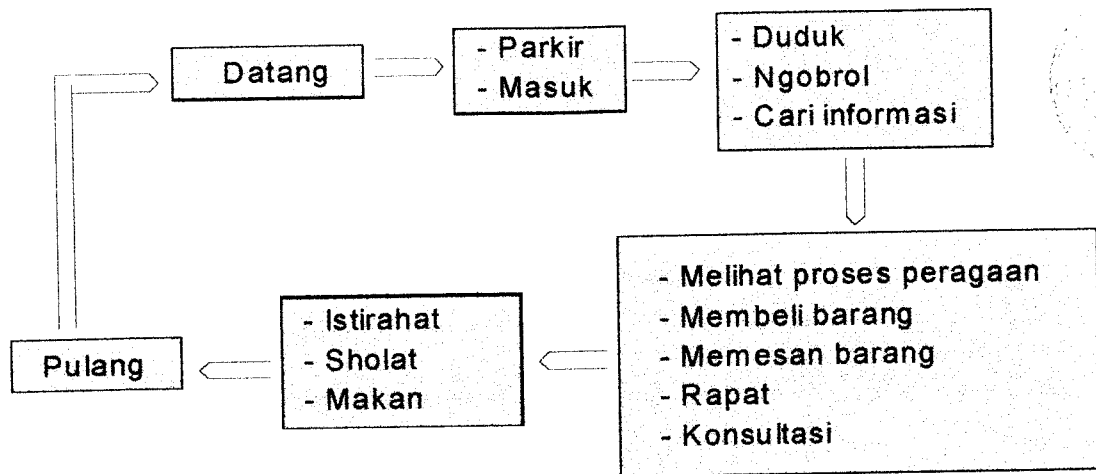 Datang
- Parkir
- Masuk
- Duduk
- Ngobrol
- Cari informasi
- Melihat proses peragaan
- Membeli barang
- Memesan barang
- Rapat
- Konsultasi
- Istirahat
- Sholat
- Makan
Pulang